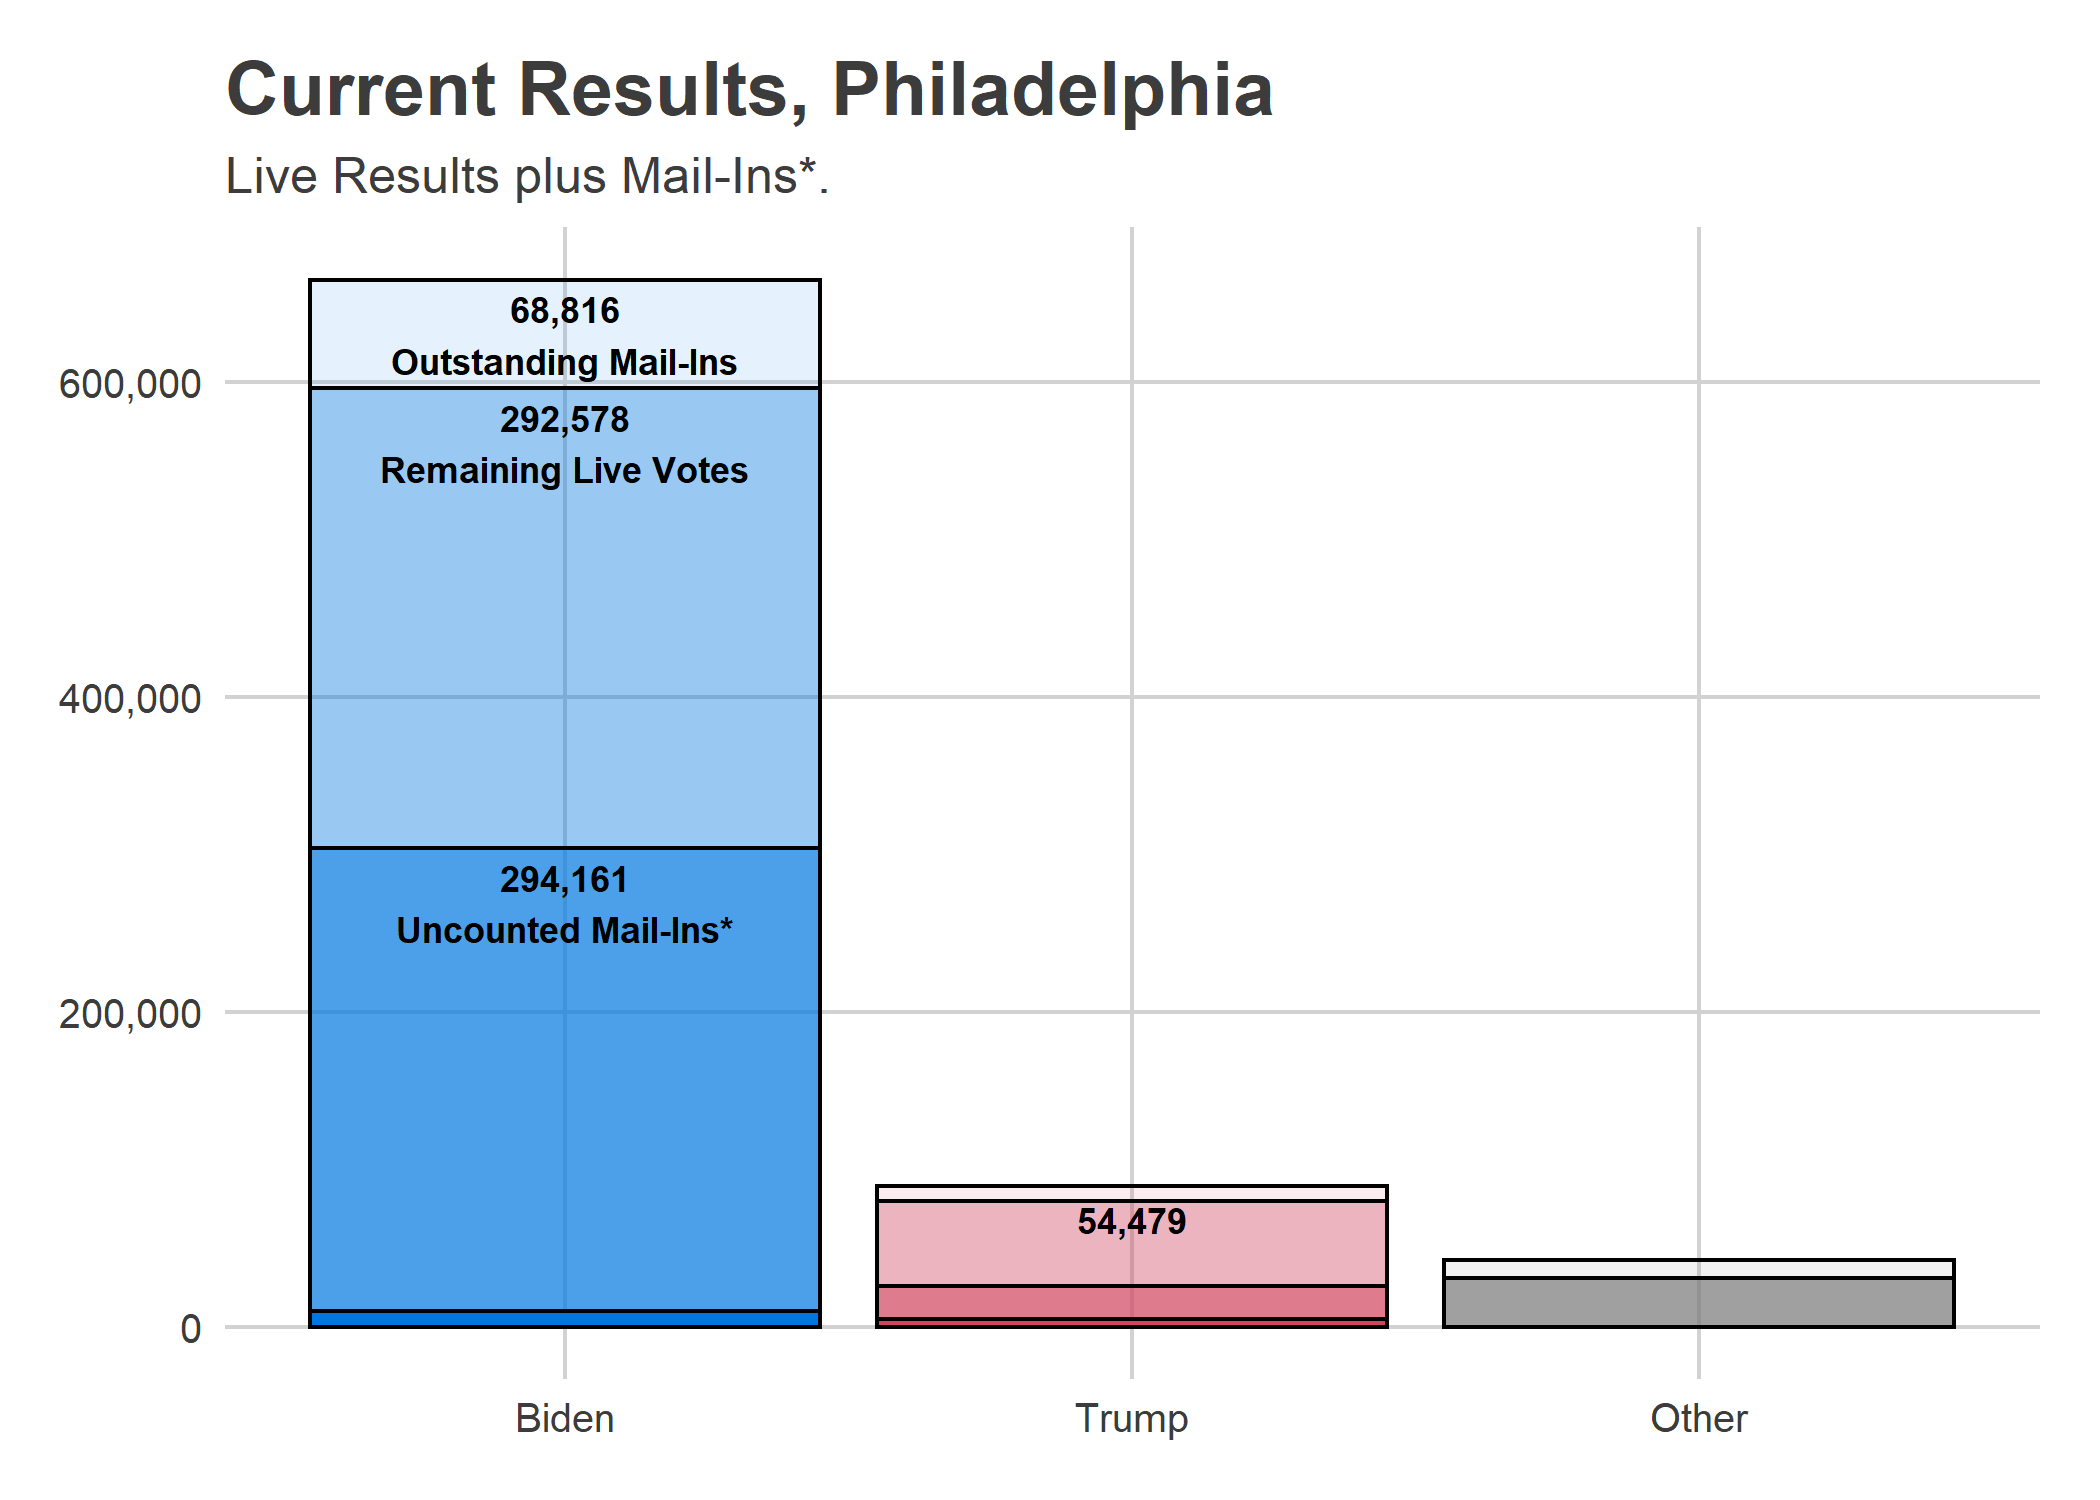 Current Results, Philadelphia
Live Results plus Mail-Ins*.
68,816
Outstanding Mail-Ins
600,000
292,578
Remaining Live Votes
400,000
294,161
Uncounted Mail-Ins*
200,000
54,479
0
Biden
Trump
Other